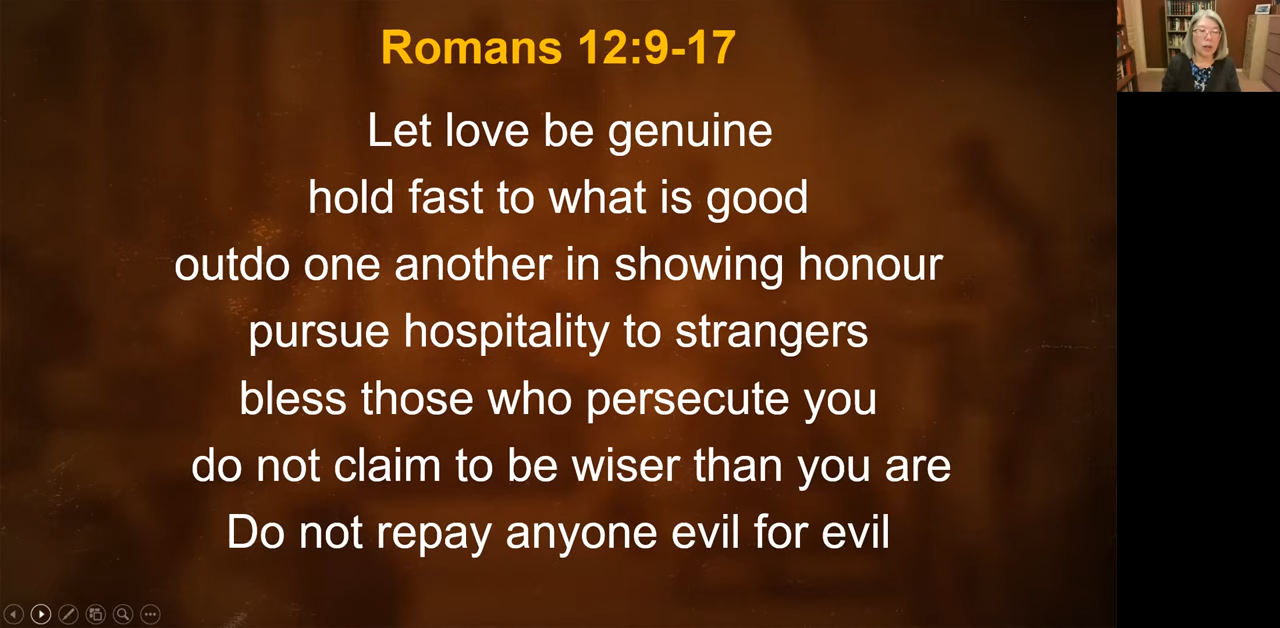 Romans 12:9-17
Let love be genuine
hold fast to what is good
outdo one another in showing honour
pursue hospitality to strangers
bless those who persecute you
do not claim to be wiser than you are
Do not repay anyone evil for evil